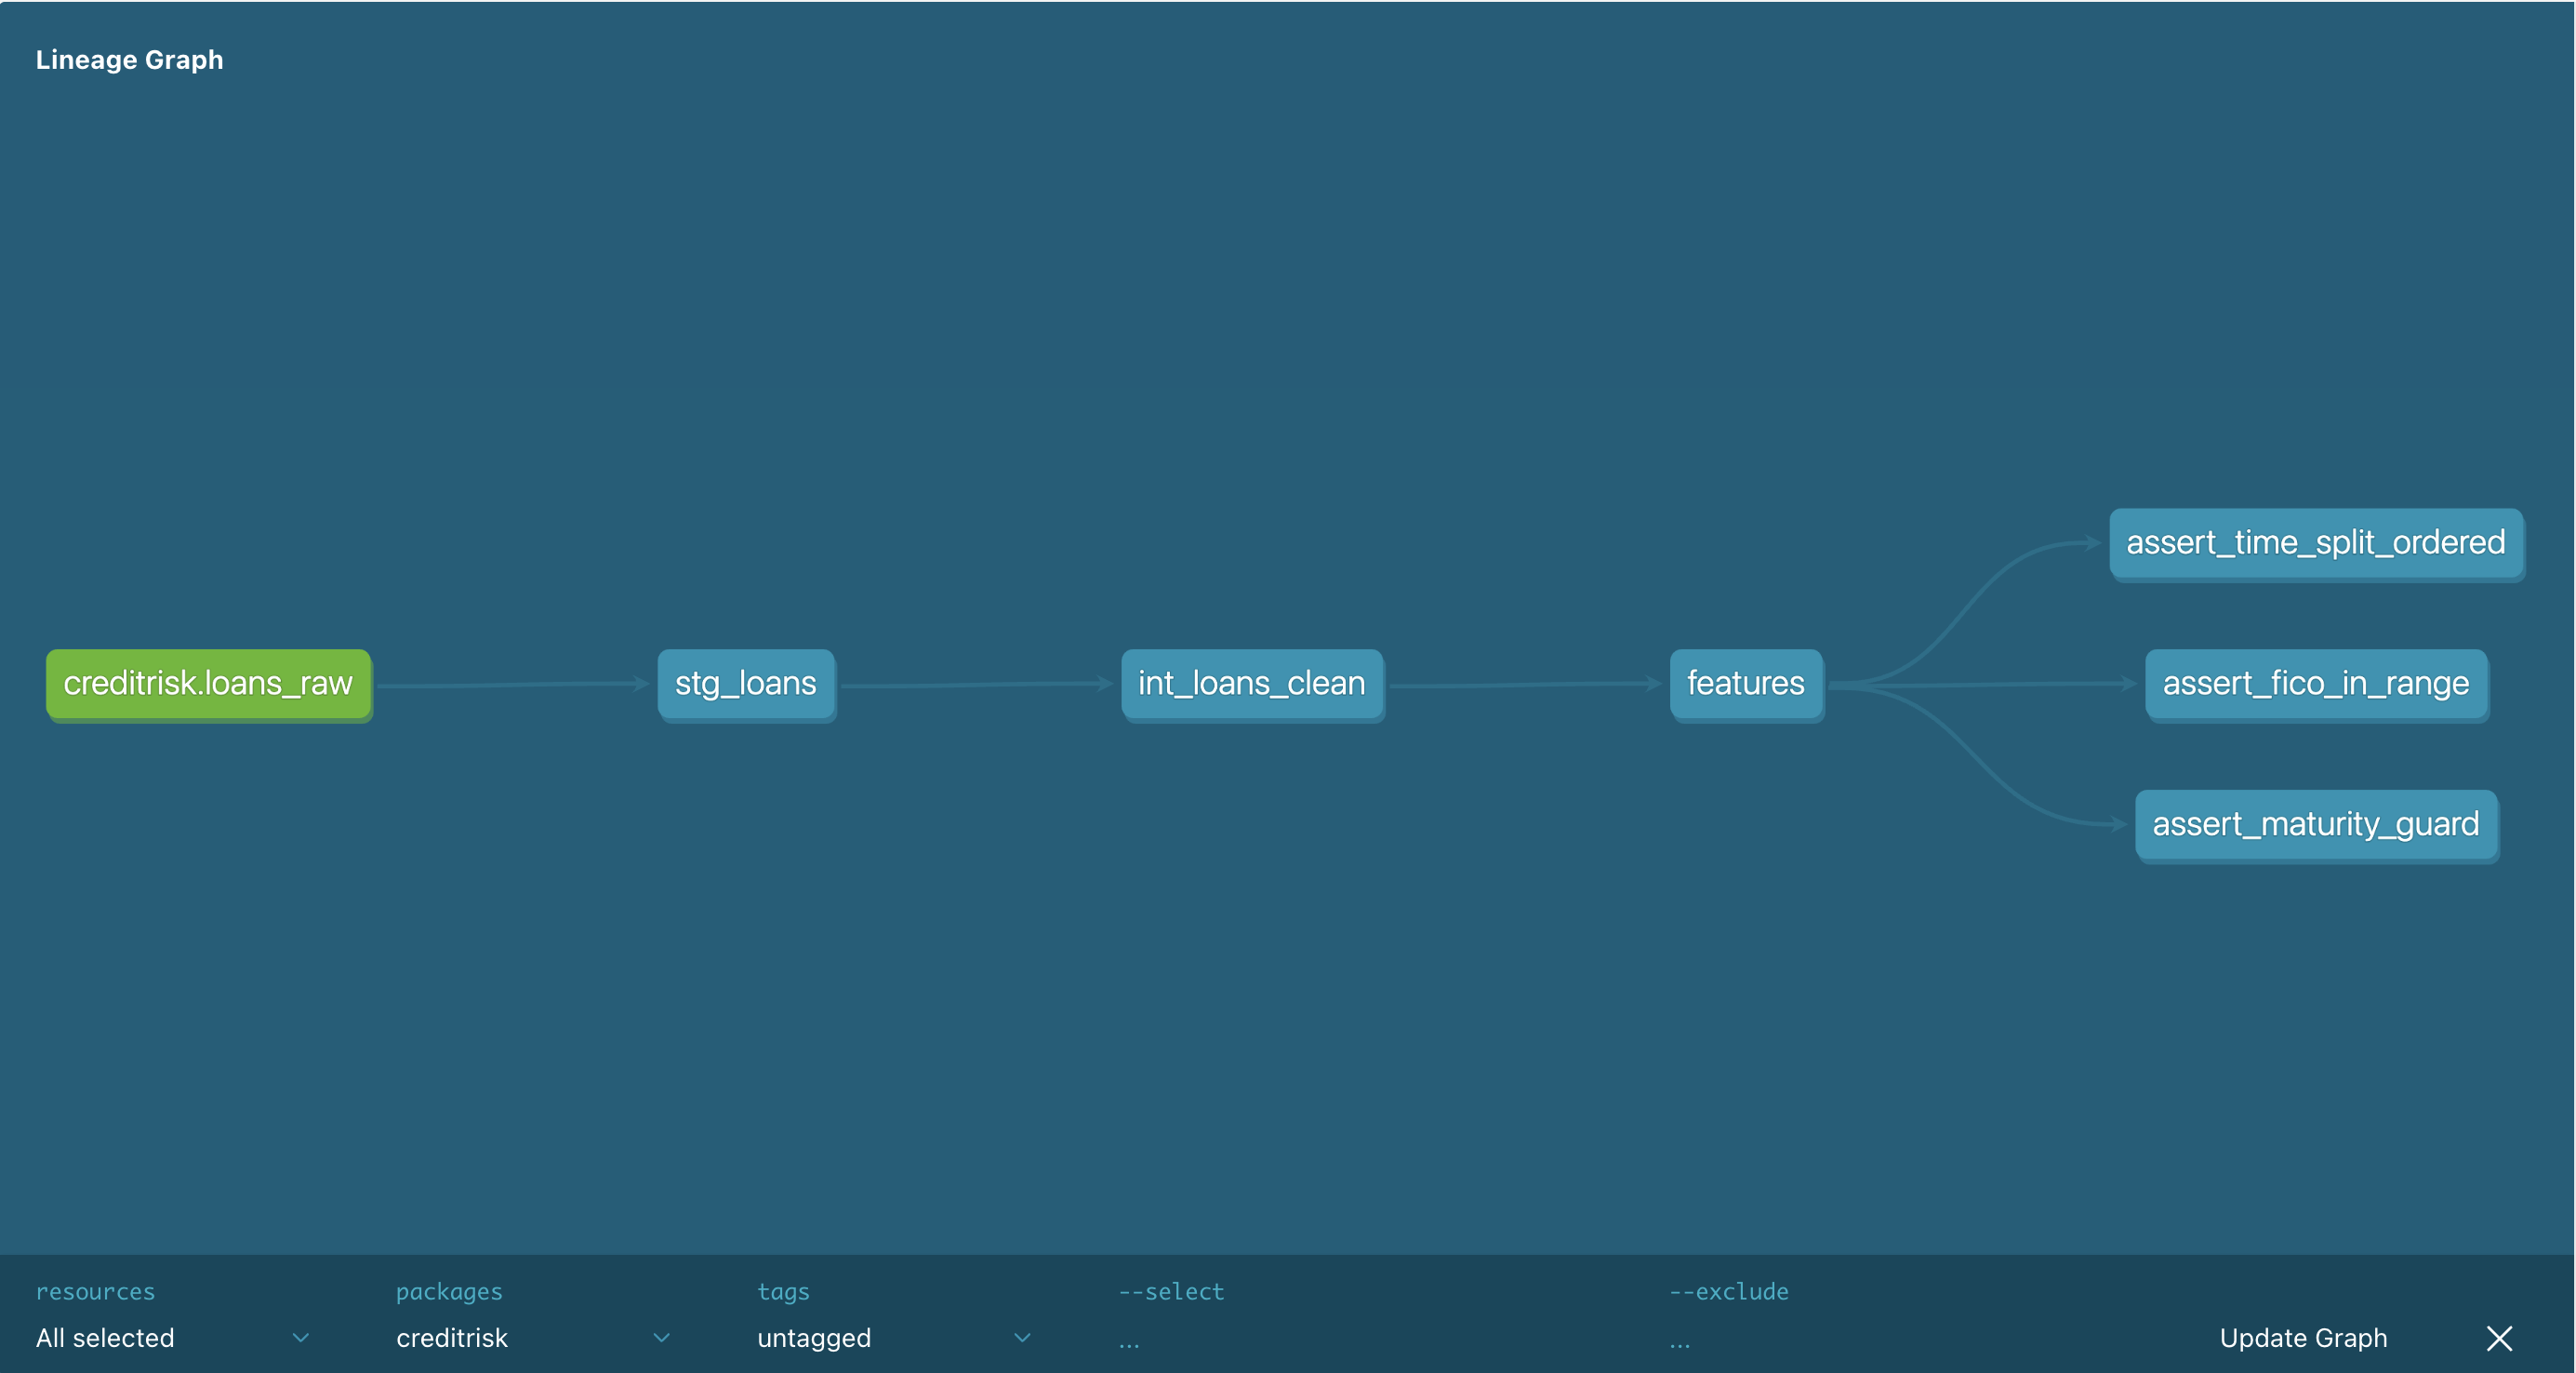 Lineage Graph
assert_time_split_ordered
creditrisk.loans_raw
stg_loans
int_loans_clean
features
assert_fico_in_range
assert_maturity_guard
resources
packages
tags
--select
--exclude
All selected
creditrisk
untagged
...
...
Update Graph